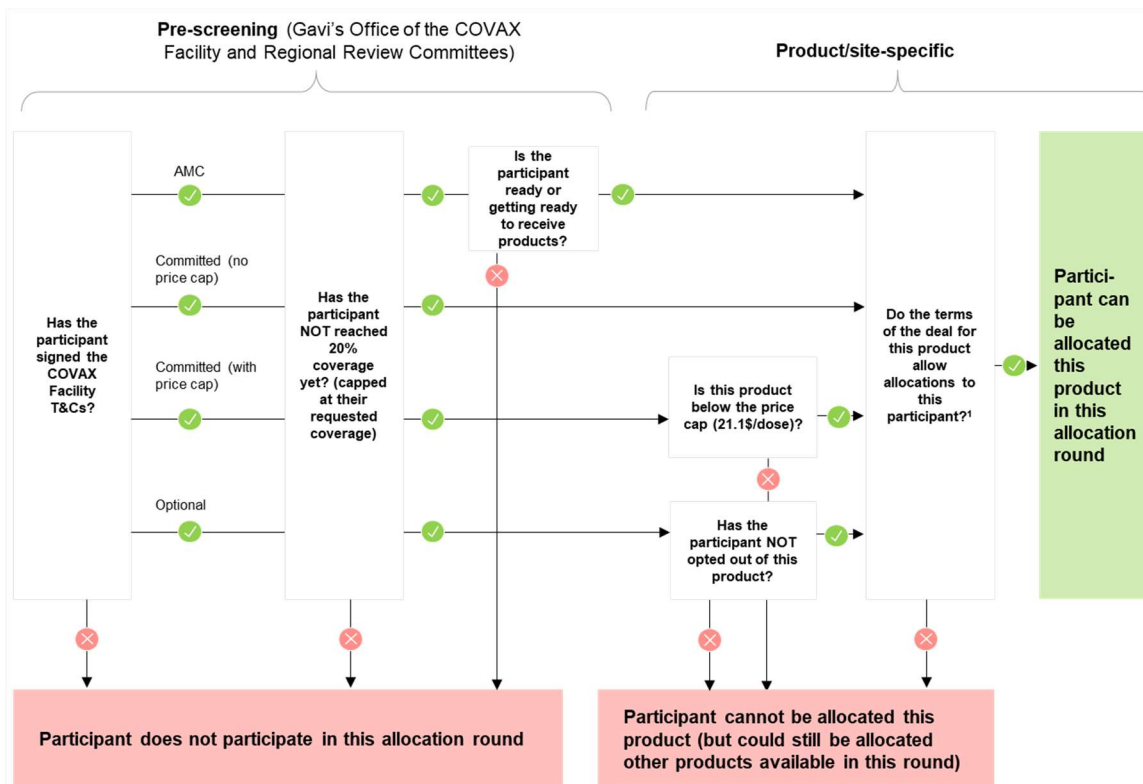 Pre-screening (Gavi's Office of the COVAX
Facility and Regional Review Committees)
Product/site-specific
Has the
participant
signed the
COVAX
Facility
T&Cs?
AMC
Committed (no
price cap)
Committed (with
price cap)
Optional
Has the
participant
NOT reached
20%
coverage
yet? (capped
at their
requested
coverage)
Is the
participant
ready or
getting ready
to receive
products?
Is this product
below the price
cap (21.1$/dose)?
Has the
participant NOT
opted out of this
product?
Do the terms
of the deal for
this product
allow
allocations to
this
participant?¹
Partici-
pant can
be
allocated
this
product
in this
allocation
round
Participant does not participate in this allocation round
Participant cannot be allocated this
product (but could still be allocated
other products available in this round)